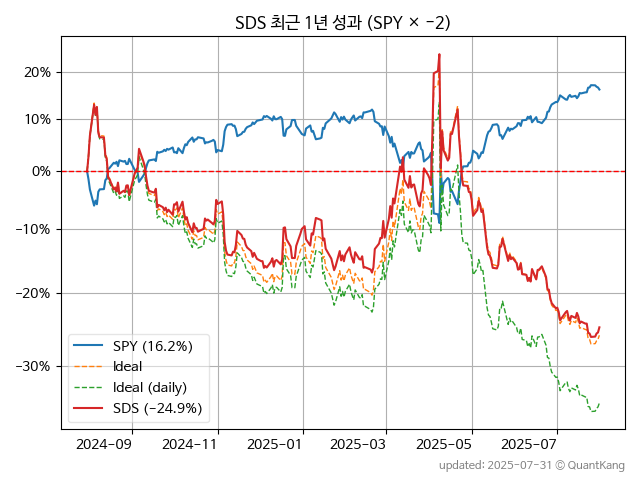 SDS 최근 1년 성과 (SPY × −2)
20%
10%
0%
−10%
−20%
−30%
SPY (16.2%)
Ideal
Ideal (daily)
SDS (−24.9%)
2024-09
2024-11
2025-01
2025-03
2025-05
2025-07
updated: 2025-07-31 © QuantKang